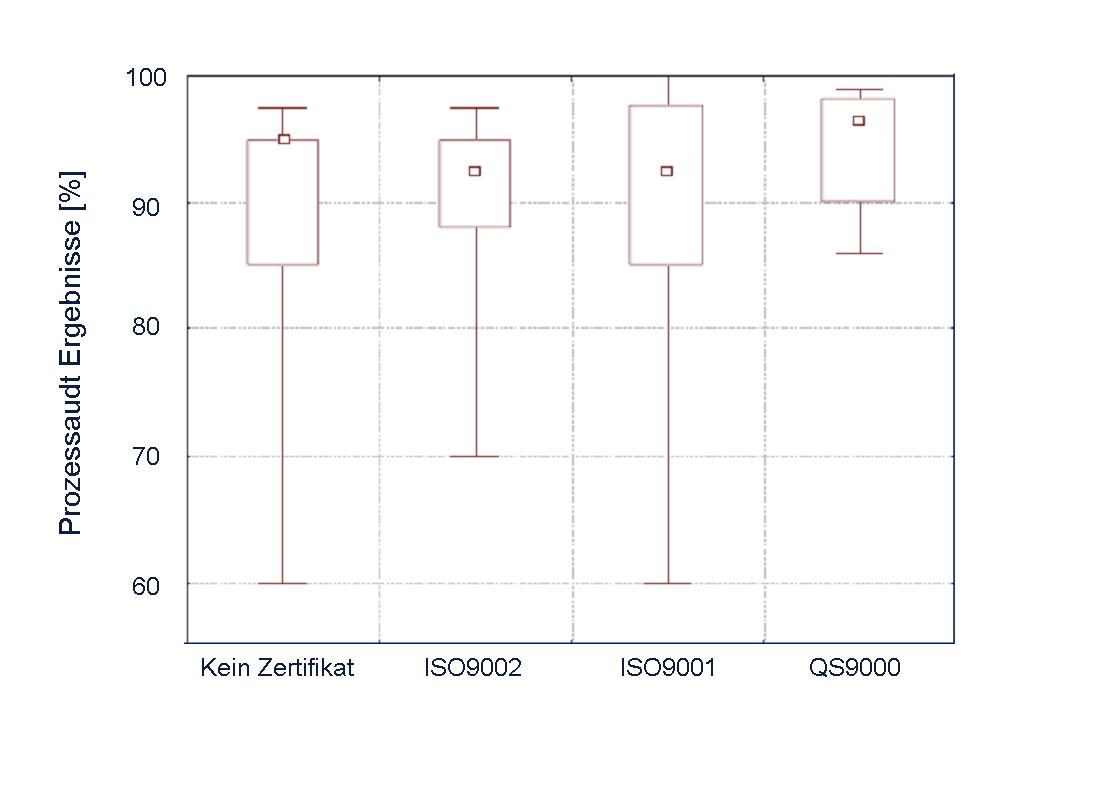 100
90
80
70
60
Prozessaudt Ergebnisse [%]
Kein Zertifikat
ISO9002
ISO9001
QS9000